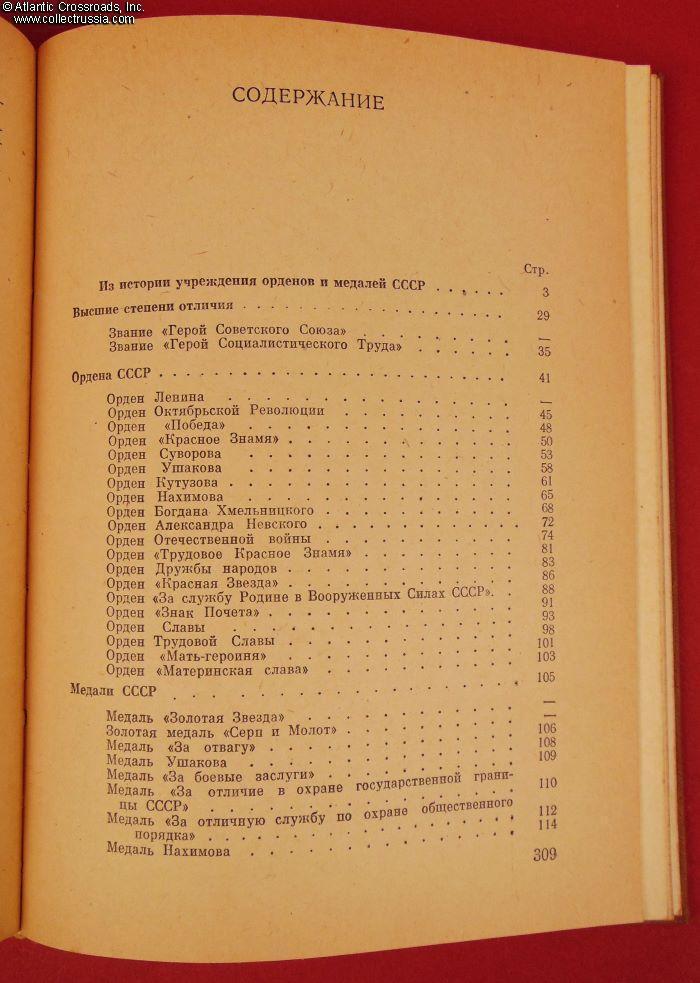 © Atlantic Crossroads, Inc.
www.collectrussia.com
СОДЕРЖАНИЕ
Стр.
Из истории учреждения орденов и медалей СССР . . . . . . 3
Высшие степени отличия . . . . . . . . . . . . . . . . . . 29
Звание «Герой Советского Союза» . . . . . . . . . —
Звание «Герой Социалистического Труда» . . . . . . 35
Ордена СССР . . . . . . . . . . . . . . . . . . . . . . . 41
Орден Ленина . . . . . . . . . . . . . . . . . —
Орден Октябрьской Революции . . . . . . . . . . 45
Орден «Победа» . . . . . . . . . . . . . . . . 48
Орден «Красное Знамя» . . . . . . . . . . . . . 50
Орден Суворова . . . . . . . . . . . . . . . . 53
Орден Ушакова . . . . . . . . . . . . . . . . 58
Орден Кутузова . . . . . . . . . . . . . . . . 61
Орден Нахимова . . . . . . . . . . . . . . . . 65
Орден Богдана Хмельницкого . . . . . . . . . . . 68
Орден Александра Невского . . . . . . . . . . . . 72
Орден Отечественной войны . . . . . . . . . . . 74
Орден «Трудовое Красное Знамя» . . . . . . . . . 81
Орден Дружбы народов . . . . . . . . . . . . . 83
Орден «Красная Звезда» . . . . . . . . . . . . . 86
Орден «За службу Родине в Вооруженных Силах СССР». . 88
Орден «Знак Почета» . . . . . . . . . . . . . . 91
Орден Славы . . . . . . . . . . . . . . . . . 93
Орден Трудовой Славы . . . . . . . . . . . . . 98
Орден «Мать-героиня» . . . . . . . . . . . . . 101
Орден «Материнская слава» . . . . . . . . . . . 103
Медали СССР . . . . . . . . . . . . . . . . . . . 105
Медаль «Золотая Звезда» . . . . . . . . . . . . —
Золотая медаль «Серп и Молот» . . . . . . . . . . —
Медаль «За отвагу» . . . . . . . . . . . . . . 106
Медаль Ушакова . . . . . . . . . . . . . . . . 108
Медаль «За боевые заслуги» . . . . . . . . . . . 109
Медаль «За отличие в охране государственной грани-
цы СССР» . . . . . . . . . . . . . . . . . 110
Медаль «За отличную службу по охране общественного
порядка» . . . . . . . . . . . . . . . . . 112
Медаль Нахимова . . . . . . . . . . . . . . . . 114
309